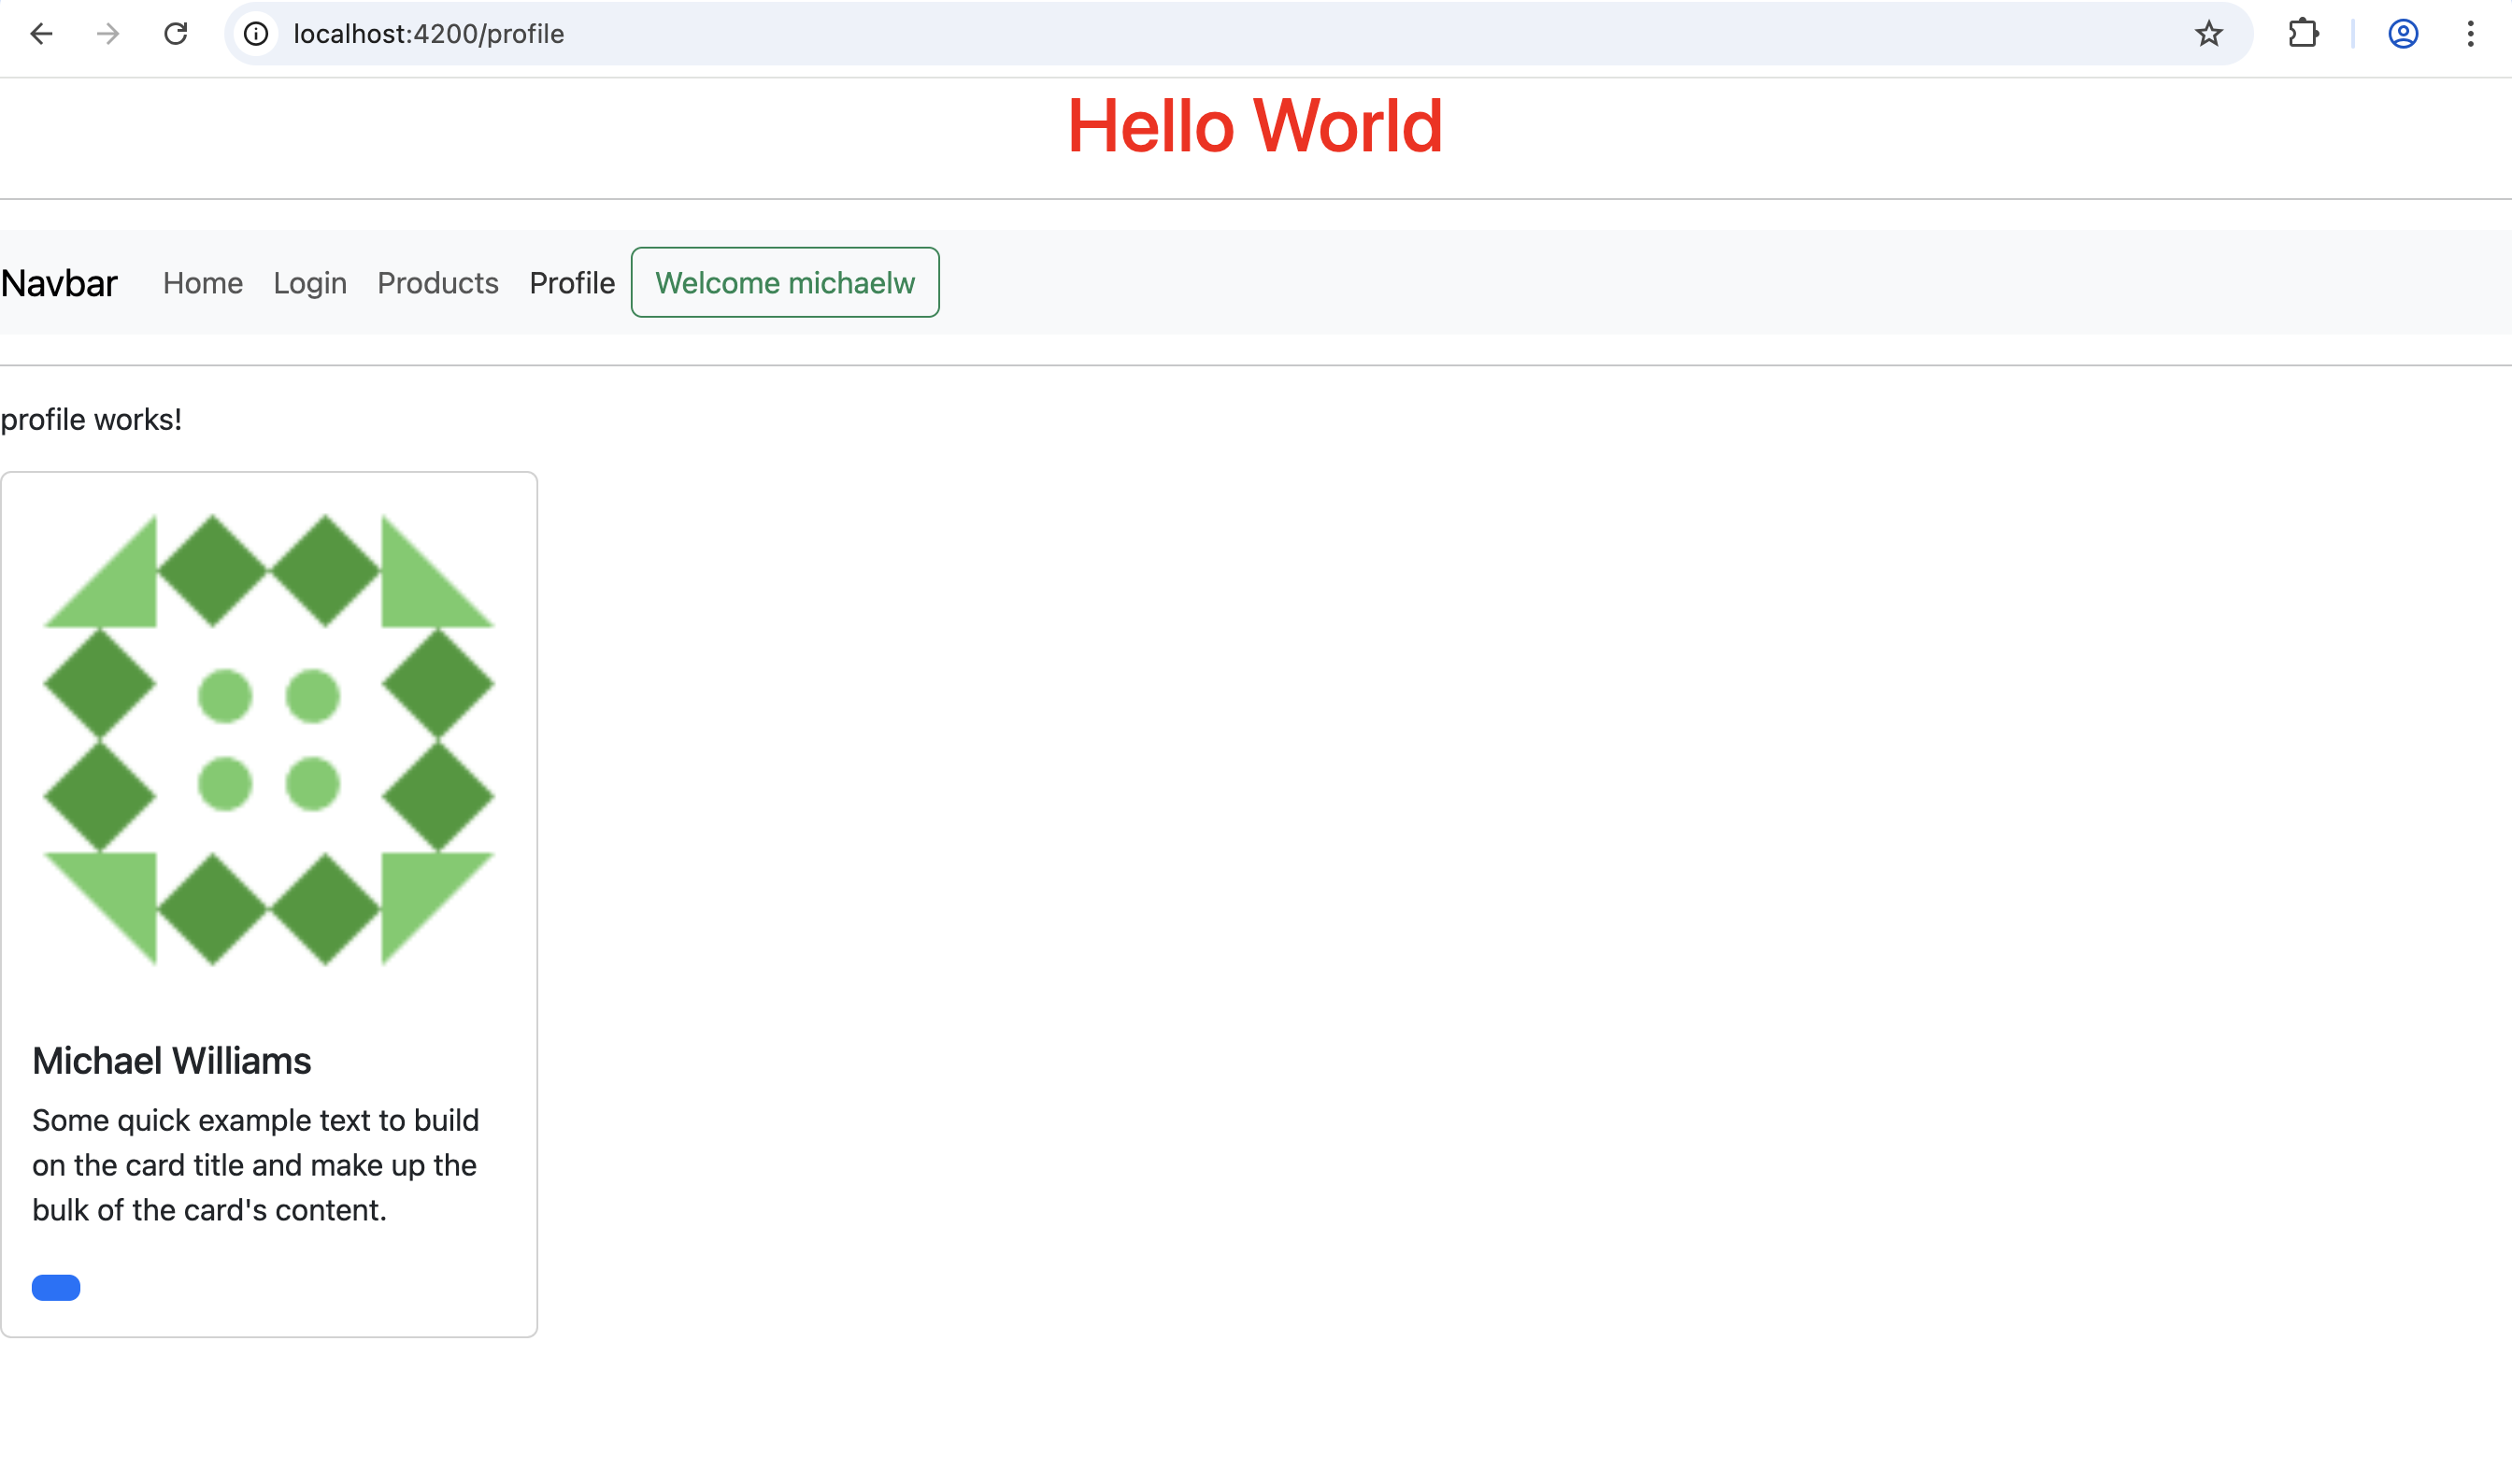 localhost:4200/profile
Hello World
Navbar Home Login Products Profile Welcome michaelw
profile works!
Michael Williams
Some quick example text to build
on the card title and make up the
bulk of the card's content.